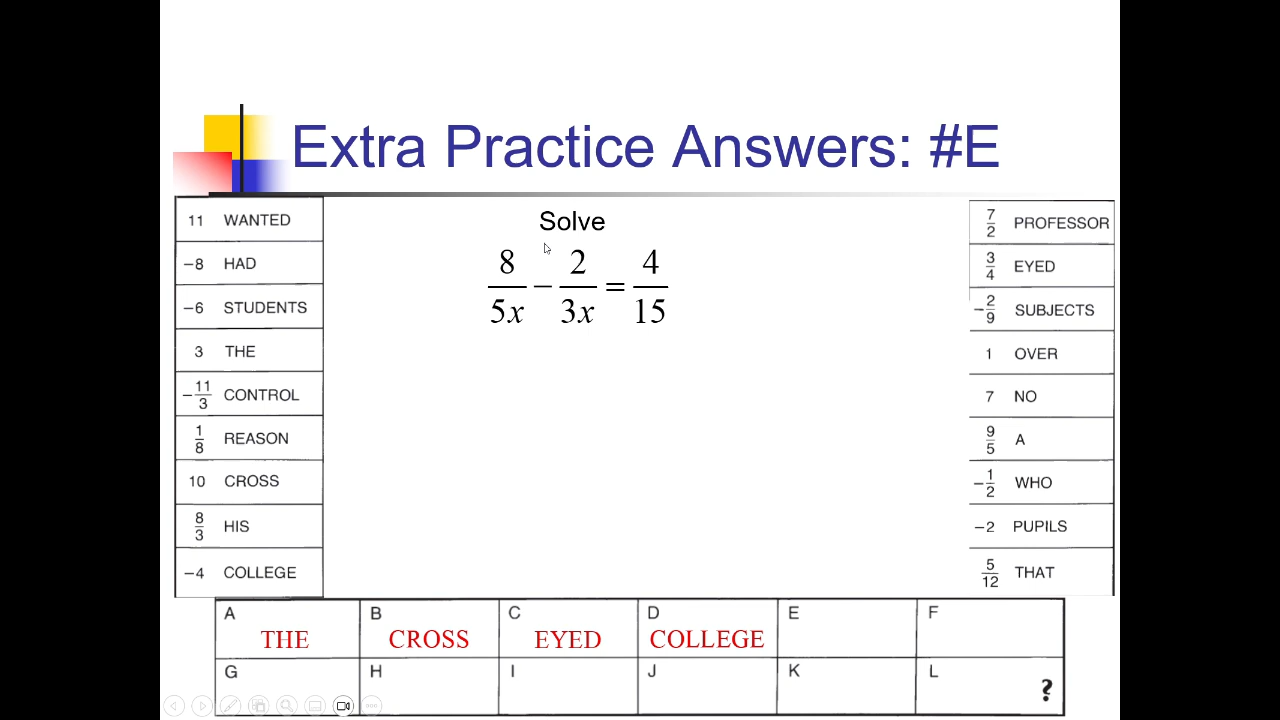 Extra Practice Answers: #E
Solve
8/5x − 2/3x = 4/15
11 WANTED
−8 HAD
−6 STUDENTS
3 THE
−11/3 CONTROL
1/8 REASON
10 CROSS
8/3 HIS
−4 COLLEGE
7/2 PROFESSOR
3/4 EYED
−2/9 SUBJECTS
1 OVER
7 NO
9/5 A
−1/2 WHO
−2 PUPILS
5/12 THAT
A THE
B CROSS
C EYED
D COLLEGE
E
F
G
H
I
J
K
L ?